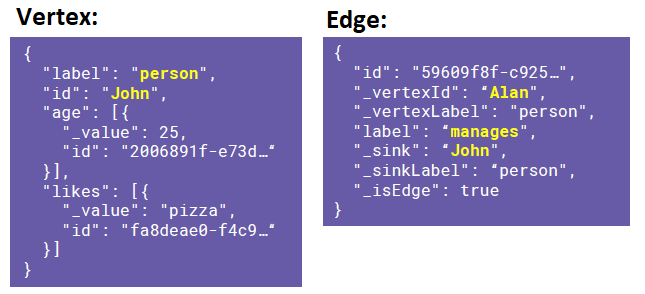 Vertex:
{
"label": "person",
"id": "John",
"age": [{
"_value": 25,
"id": "2006891f-e73d…“
}],
"likes": [{
"_value": "pizza",
"id": "fa8deae0-f4c9…“
}]
}
Edge:
{
"id": "59609f8f-c925…",
"_vertexId": “Alan",
"_vertexLabel": "person",
"label": “manages",
"_sink": “John",
"_sinkLabel": “person",
"_isEdge": true
}